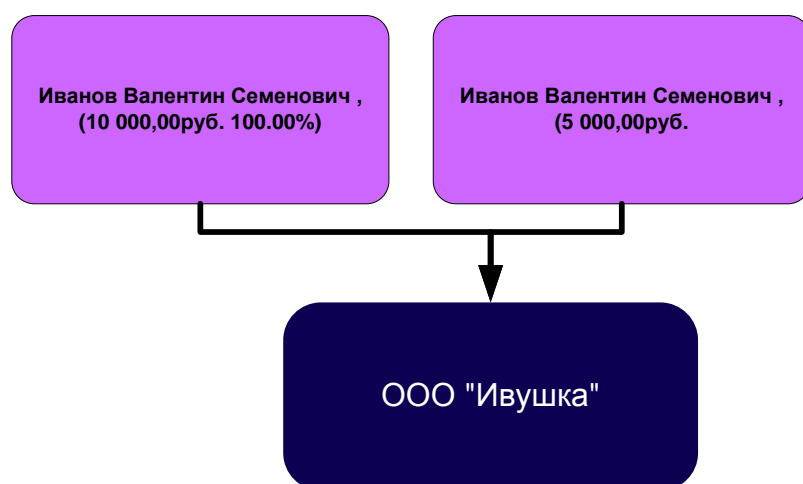 Иванов Валентин Семенович ,
(10 000,00руб. 100.00%)
Иванов Валентин Семенович ,
(5 000,00руб.
ООО "Ивушка"